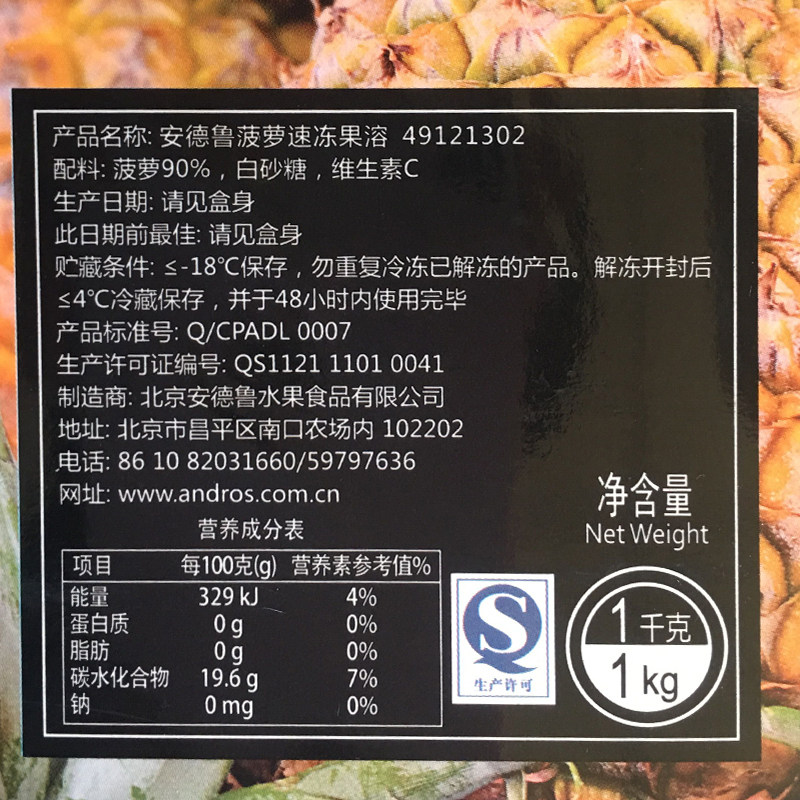 产品名称: 安德鲁菠萝速冻果溶 49121302
配料: 菠萝90%，白砂糖，维生素C
生产日期: 请见盒身
此日期前最佳: 请见盒身
贮藏条件: ≤-18℃保存，勿重复冷冻已解冻的产品。解冻开封后
≤4℃冷藏保存，并于48小时内使用完毕
产品标准号: Q/CPADL 0007
生产许可证编号: QS1121 1101 0041
制造商: 北京安德鲁水果食品有限公司
地址: 北京市昌平区南口农场内 102202
电话: 86 10 82031660/59797636
网址: www.andros.com.cn
净含量
Net Weight
营养成分表
项目 每100克(g) 营养素参考值%
能量 329 kJ 4%
蛋白质 0 g 0%
脂肪 0 g 0%
碳水化合物 19.6 g 7%
钠 0 mg 0%
S
生产许可
1 千克
1 kg